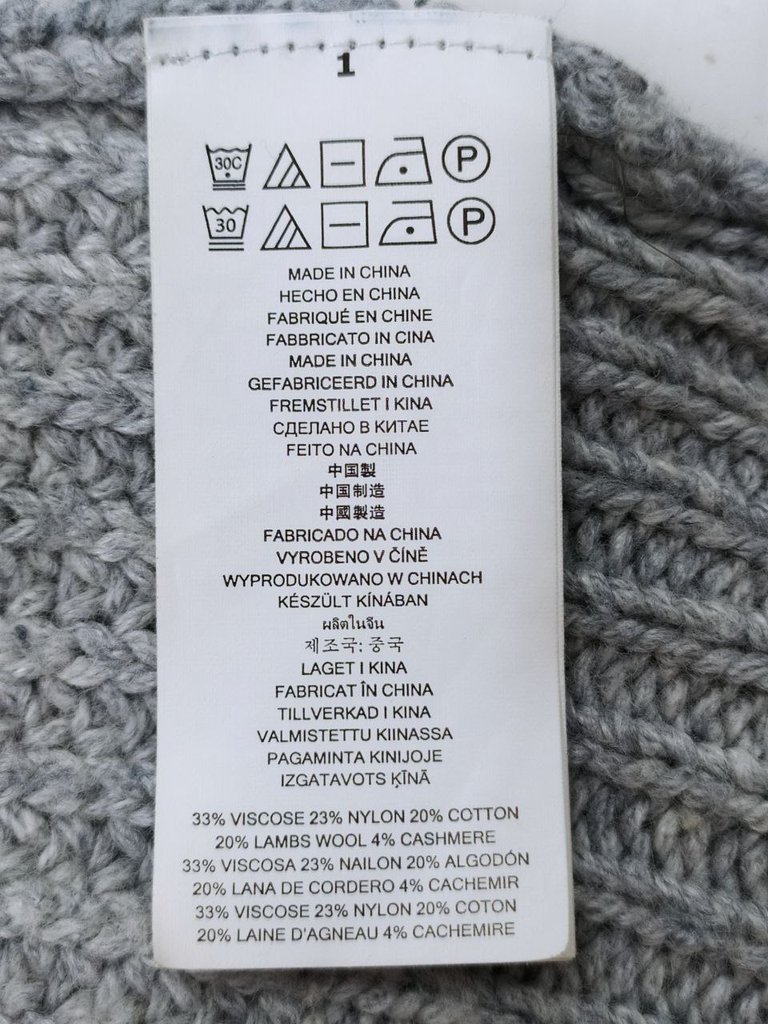 1
30C P
30 P
MADE IN CHINA
HECHO EN CHINA
FABRIQUÉ EN CHINE
FABBRICATO IN CINA
MADE IN CHINA
GEFABRICEERD IN CHINA
FREMSTILLET I KINA
СДЕЛАНО В КИТАЕ
FEITO NA CHINA
中国製
中国制造
中國製造
FABRICADO NA CHINA
VYROBENO V ČÍNĚ
WYPRODUKOWANO W CHINACH
KÉSZÜLT KÍNÁBAN
ผลิตในจีน
제조국: 중국
LAGET I KINA
FABRICAT ÎN CHINA
TILLVERKAD I KINA
VALMISTETTU KIINASSA
PAGAMINTA KINIJOJE
IZGATAVOTS ĶĪNĀ
33% VISCOSE 23% NYLON 20% COTTON
20% LAMBS WOOL 4% CASHMERE
33% VISCOSA 23% NAILON 20% ALGODÓN
20% LANA DE CORDERO 4% CACHEMIR
33% VISCOSE 23% NYLON 20% COTON
20% LAINE D'AGNEAU 4% CACHEMIRE